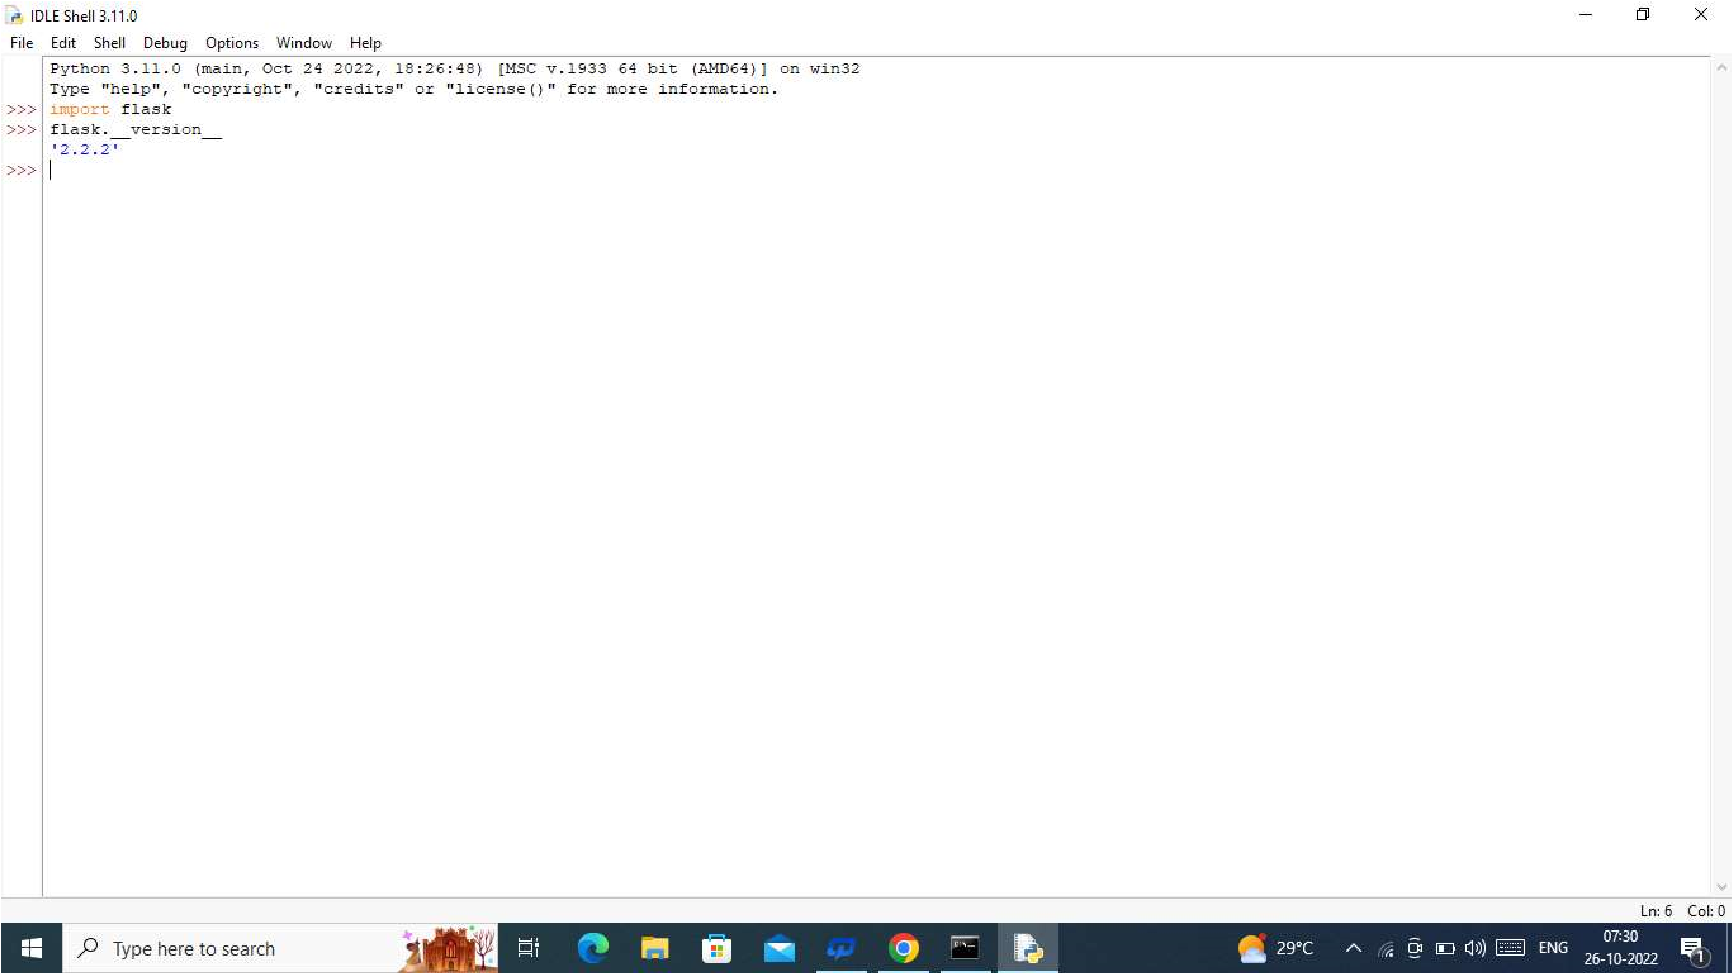 IDLE Shell 3.11.0
File Edit Shell Debug Options Window Help
Python 3.11.0 (main, Oct 24 2022, 18:26:48) [MSC v.1933 64 bit (AMD64)] on win32
Type "help", "copyright", "credits" or "license()" for more information.
>>> import flask
>>> flask.__version__
'2.2.2'
>>>
Ln: 6 Col: 0
Type here to search
29°C
ENG
07:30
26-10-2022
1